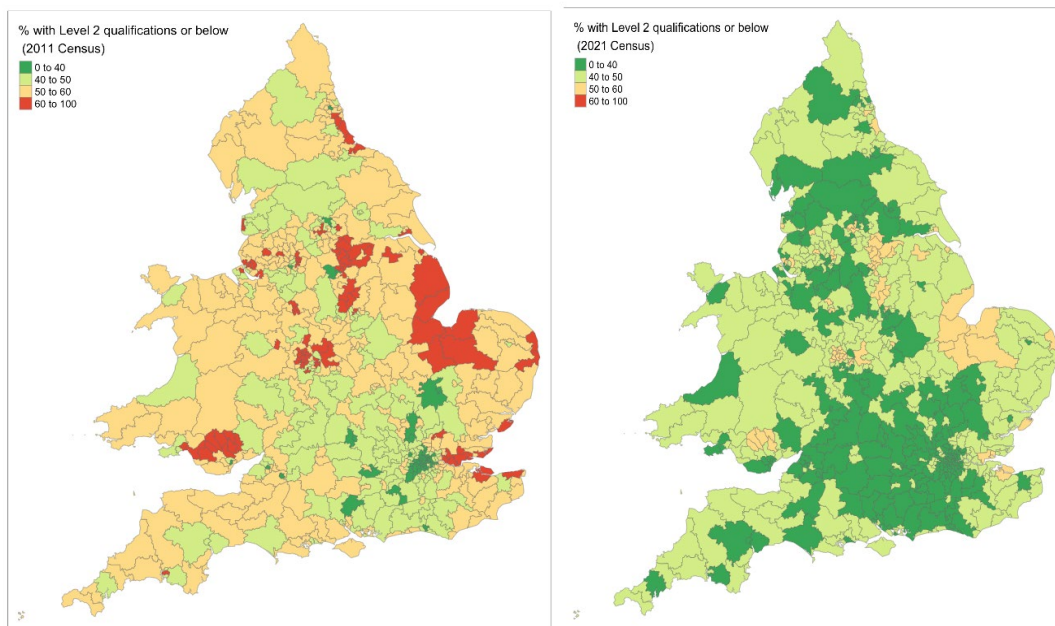 % with Level 2 qualifications or below
(2011 Census)
0 to 40
40 to 50
50 to 60
60 to 100
% with Level 2 qualifications or below
(2021 Census)
0 to 40
40 to 50
50 to 60
60 to 100